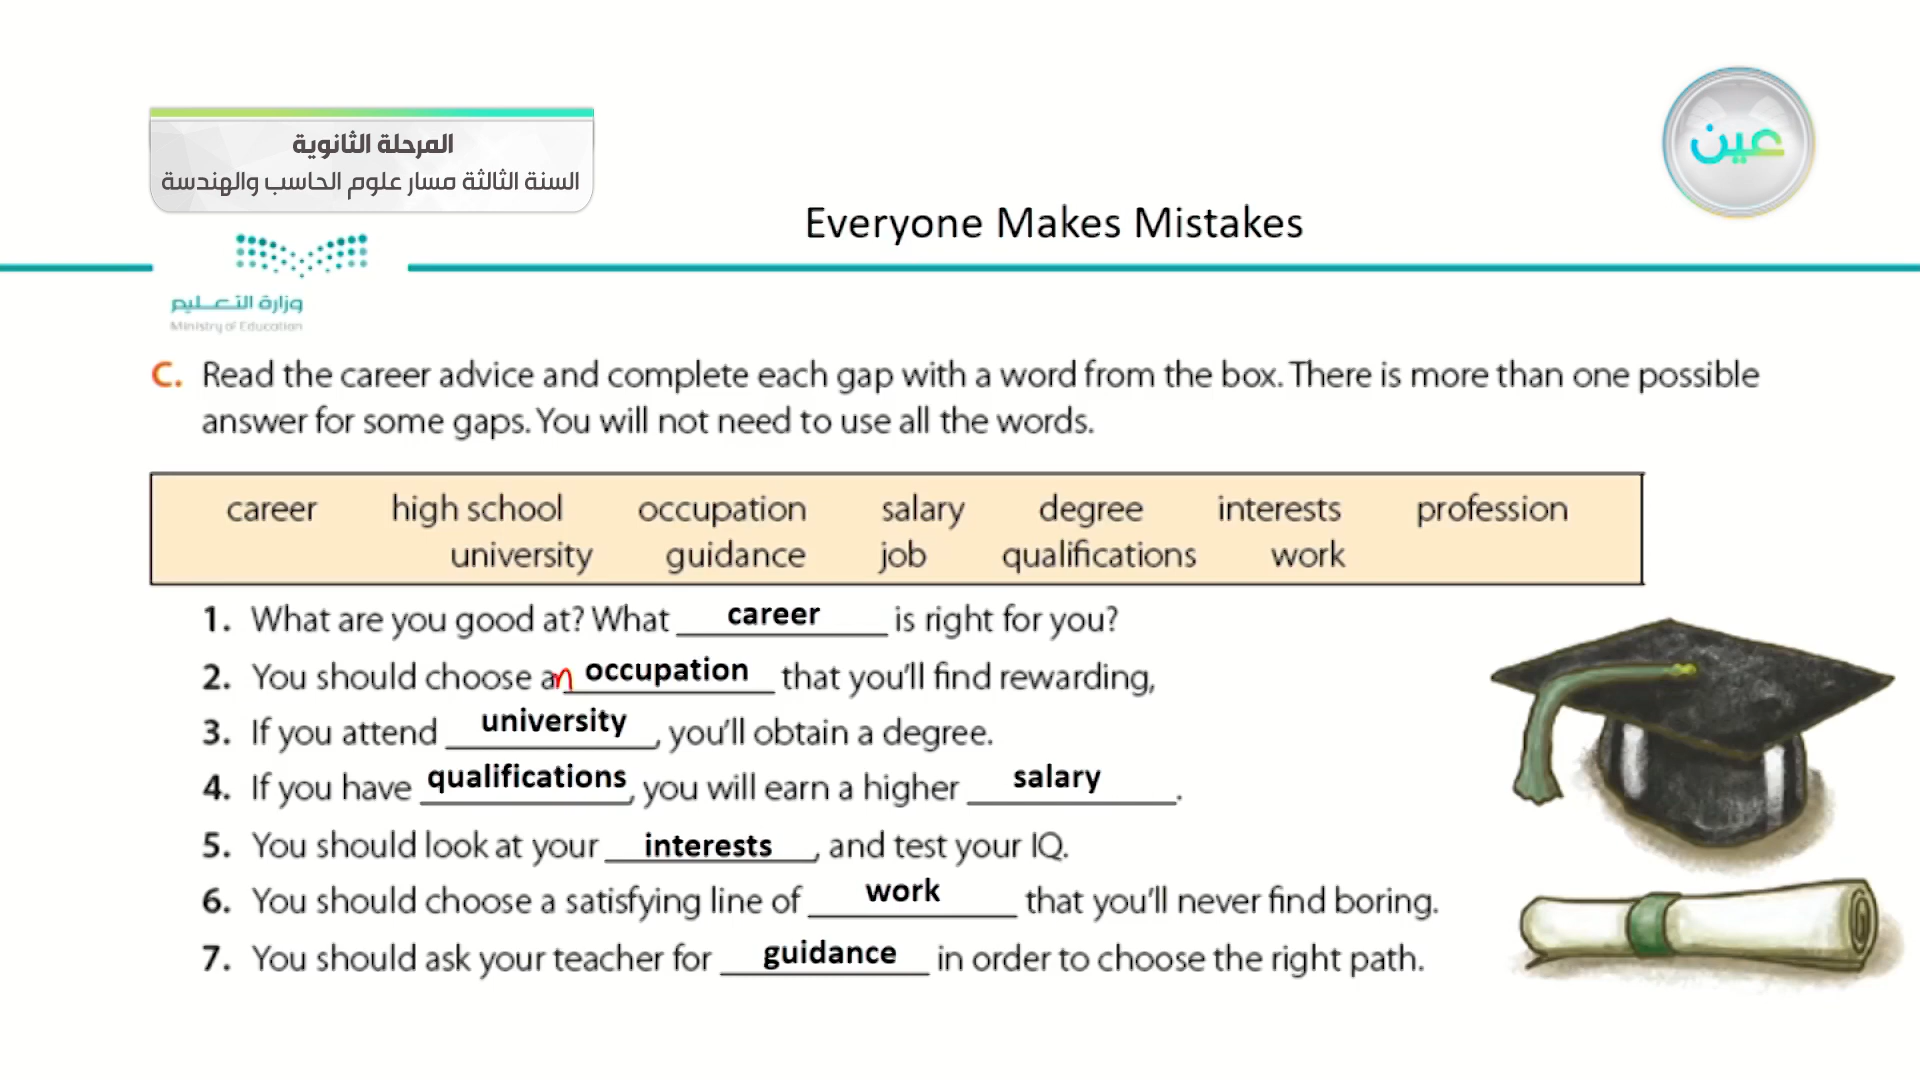 المرحلة الثانوية
السنة الثالثة مسار علوم الحاسب والهندسة
عين
Everyone Makes Mistakes
وزارة التعليم
Ministry of Education
C. Read the career advice and complete each gap with a word from the box. There is more than one possible
answer for some gaps. You will not need to use all the words.
career high school occupation salary degree interests profession
university guidance job qualifications work
1. What are you good at? What career is right for you?
2. You should choose an occupation that you'll find rewarding,
3. If you attend university, you'll obtain a degree.
4. If you have qualifications, you will earn a higher salary.
5. You should look at your interests, and test your IQ.
6. You should choose a satisfying line of work that you'll never find boring.
7. You should ask your teacher for guidance in order to choose the right path.